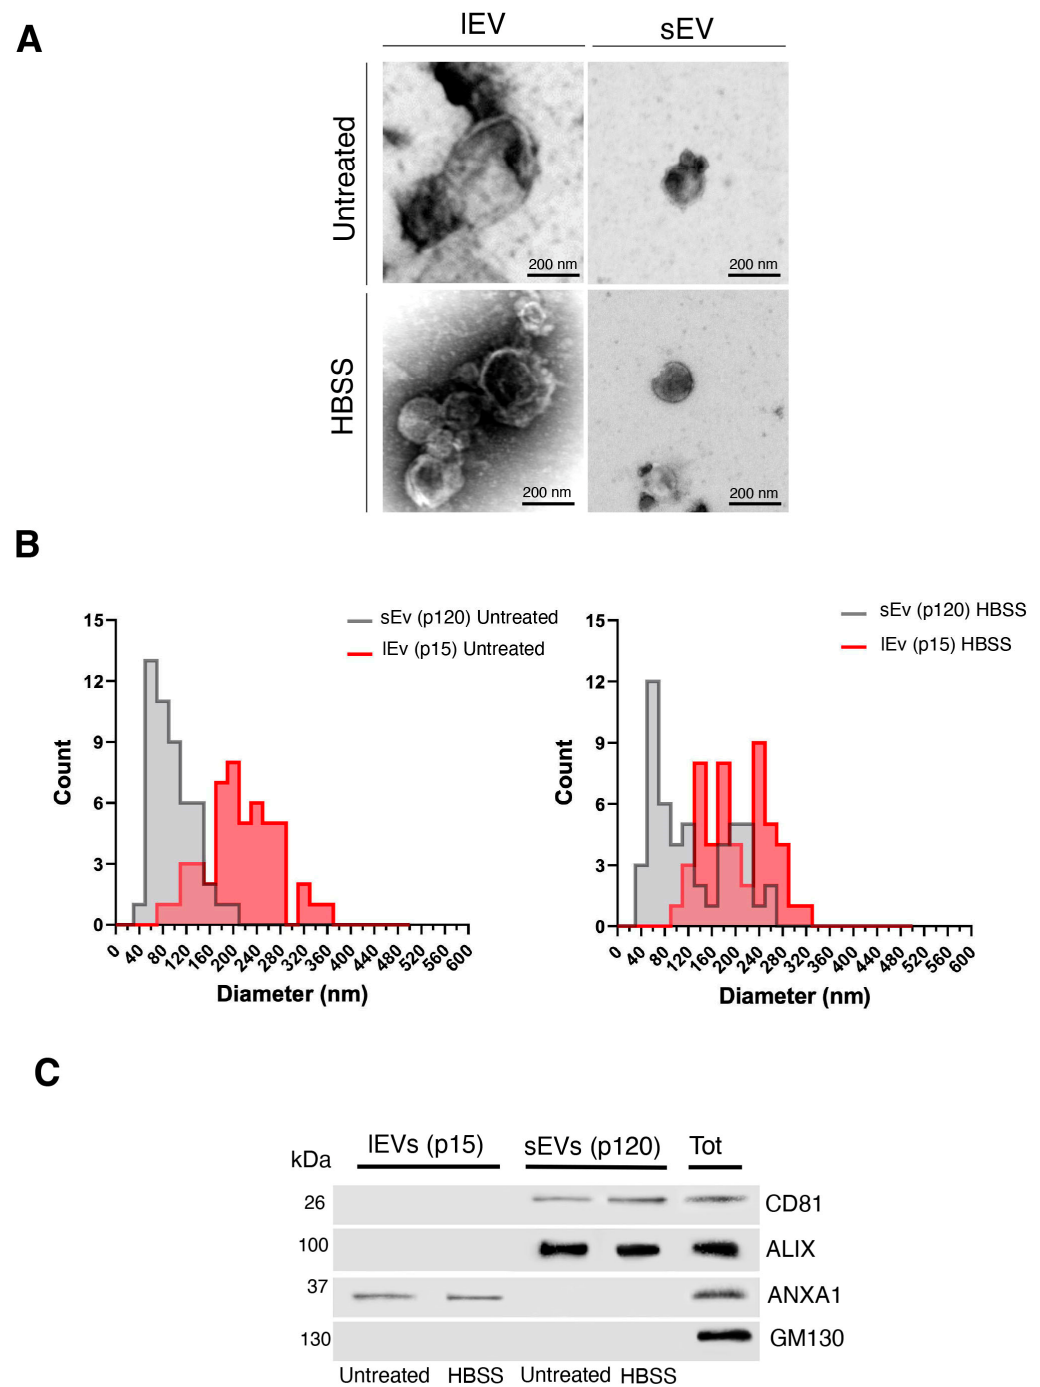 A
lEV
sEV
Untreated
200 nm
200 nm
HBSS
200 nm
200 nm
B
15
12
9
6
3
0
Count
sEv (p120) Untreated
lEv (p15) Untreated
0 40 80 120 160 200 240 280 320 360 400 440 480 520 560 600
Diameter (nm)
15
12
9
6
3
0
Count
sEv (p120) HBSS
lEv (p15) HBSS
0 40 80 120 160 200 240 280 320 360 400 440 480 520 560 600
Diameter (nm)
C
kDa
lEVs (p15)
sEVs (p120)
Tot
26
CD81
100
ALIX
37
ANXA1
130
GM130
Untreated HBSS Untreated HBSS